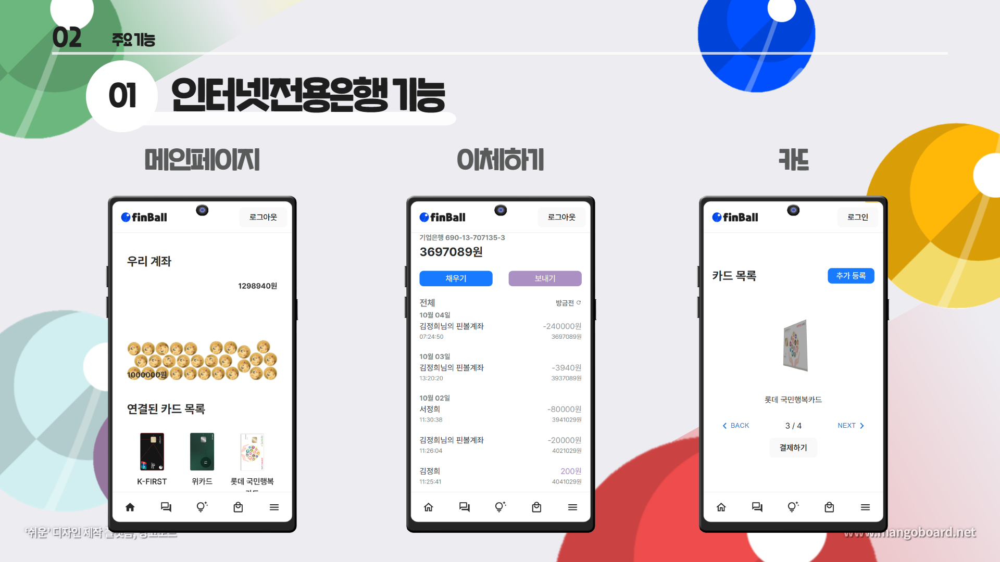 02 주요 기능
01 인터넷전용은행 기능
메인페이지
finBall
로그아웃
우리 계좌
1298940원
1000000원
연결된 카드 목록
K-FIRST
위카드
롯데 국민행복
이체하기
finBall
로그아웃
기업은행 690-13-707135-3
3697089원
채우기
보내기
전체
방금전
10월 04일
김정희님의 핀볼계좌
-240000원
07:24:50
3697089원
10월 03일
김정희님의 핀볼계좌
-3940원
13:20:20
3937089원
10월 02일
서정희
-80000원
11:30:38
3941029원
김정희님의 핀볼계좌
-20000원
11:26:04
4021029원
김정희
200원
11:25:41
4041029원
카드
finBall
로그인
카드 목록
추가 등록
롯데 국민행복카드
BACK
3 / 4
NEXT
결제하기
'쉬운' 디자인 제작
www.mangoboard.net